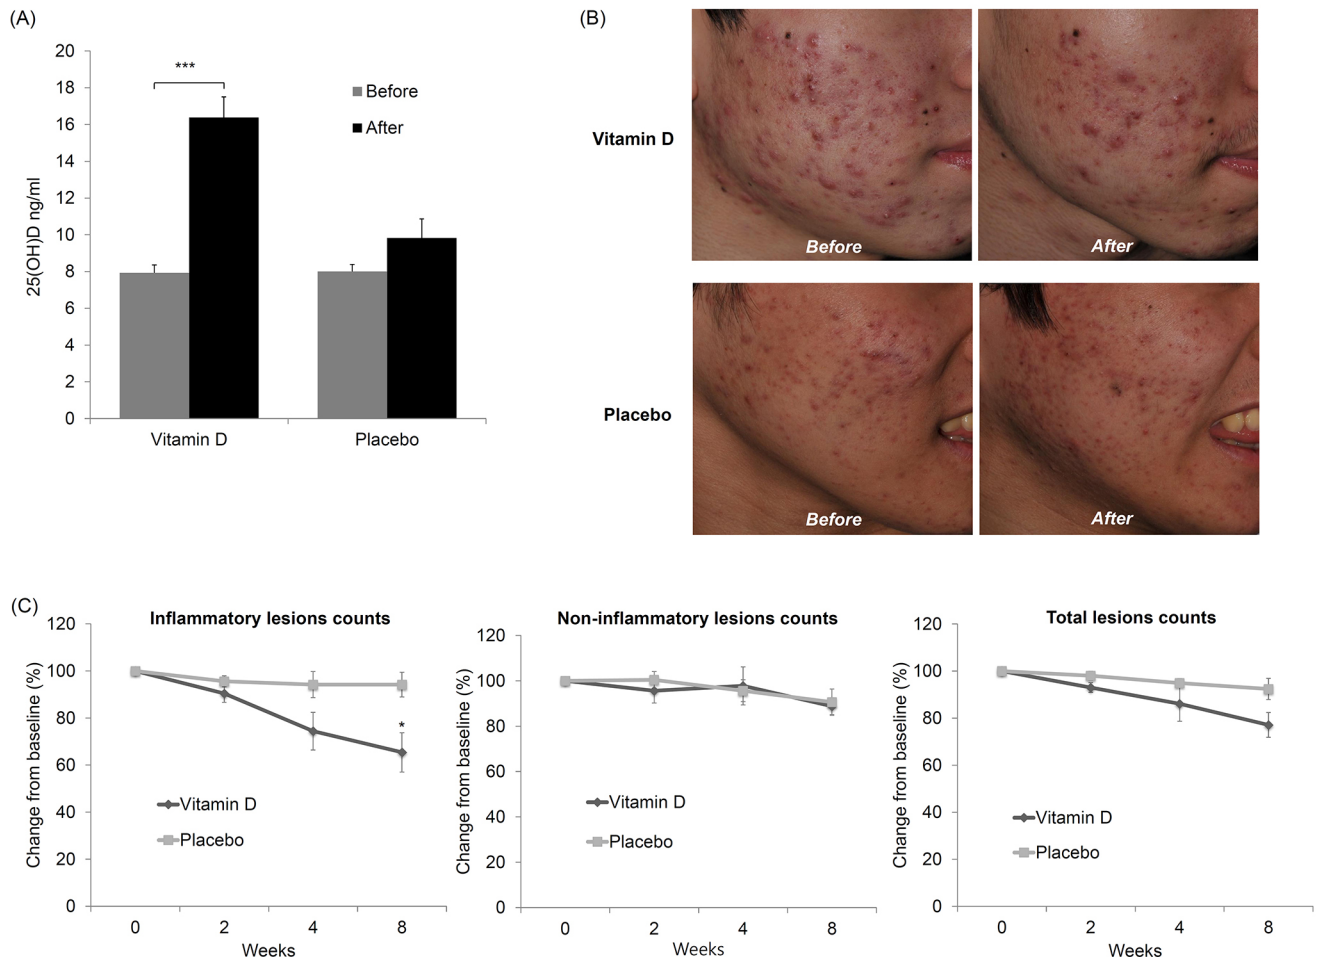 (A)
20
18
16
14
12
10
8
6
4
2
0
25(OH)D ng/ml
***
Before
After
Vitamin D
Placebo
(B)
Vitamin D
Before
After
Placebo
Before
After
(C)
Inflammatory lesions counts
120
100
80
60
40
20
0
Change from baseline (%)
*
Vitamin D
Placebo
0 2 4 8
Weeks
Non-inflammatory lesions counts
120
100
80
60
40
20
0
Change from baseline (%)
Vitamin D
Placebo
0 2 4 8
Weeks
Total lesions counts
120
100
80
60
40
20
0
Change from baseline (%)
Vitamin D
Placebo
0 2 4 8
Weeks